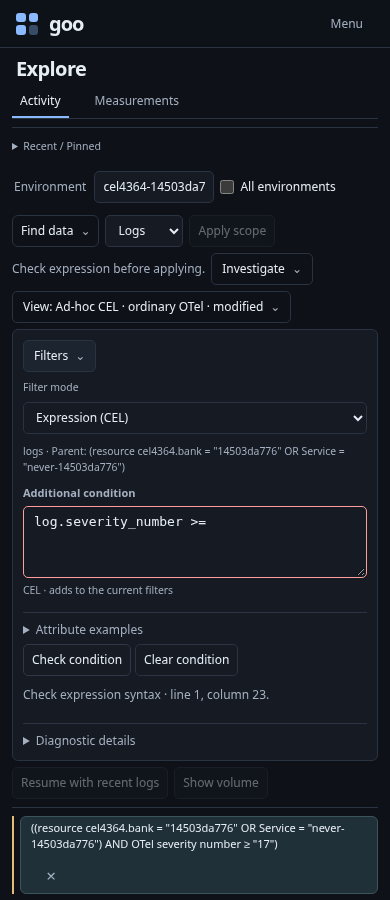 goo
Menu
Explore
Activity
Measurements
Recent / Pinned
Environment
cel4364-14503da7
All environments
Find data
Logs
Apply scope
Check expression before applying.
Investigate
View: Ad-hoc CEL · ordinary OTel · modified
Filters
Filter mode
Expression (CEL)
logs · Parent: (resource cel4364.bank = "14503da776" OR Service =
"never-14503da776")
Additional condition
log.severity_number >=
CEL · adds to the current filters
Attribute examples
Check condition
Clear condition
Check expression syntax · line 1, column 23.
Diagnostic details
Resume with recent logs
Show volume
((resource cel4364.bank = "14503da776" OR Service = "never-
14503da776") AND OTel severity number ≥ "17")
×